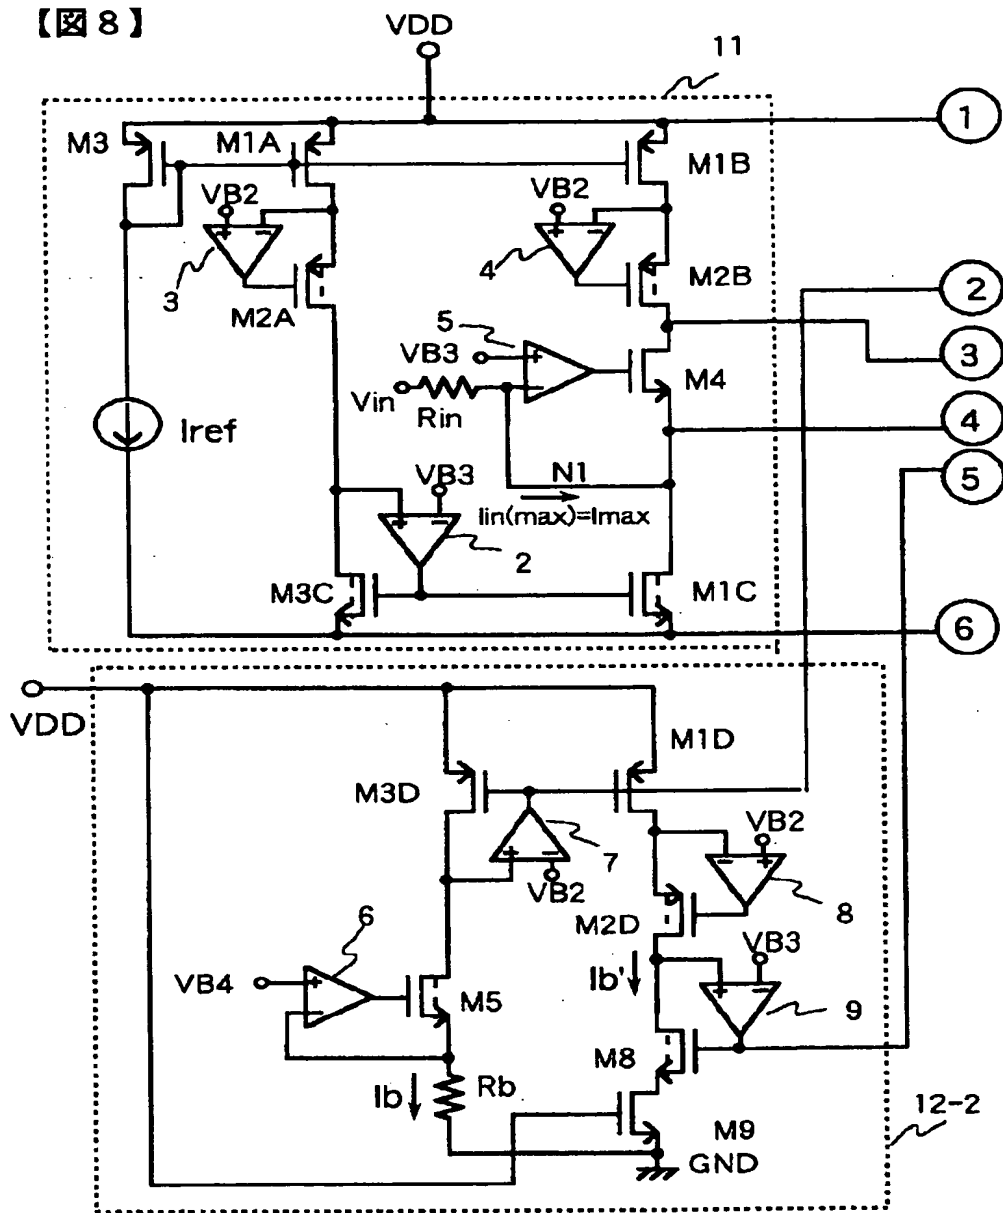 【図８】
VDD
11
M3
M1A
M1B
①
VB2
VB2
3
4
M2A
M2B
②
5
③
VB3
M4
Vin
Rin
④
Iref
⑤
VB3
N1
Iin(max)=Imax
2
M3C
M1C
⑥
VDD
M1D
M3D
VB2
7
VB2
8
6
M2D
VB3
VB4
Ib'
M5
9
M8
Ib
Rb
12-2
M9
GND